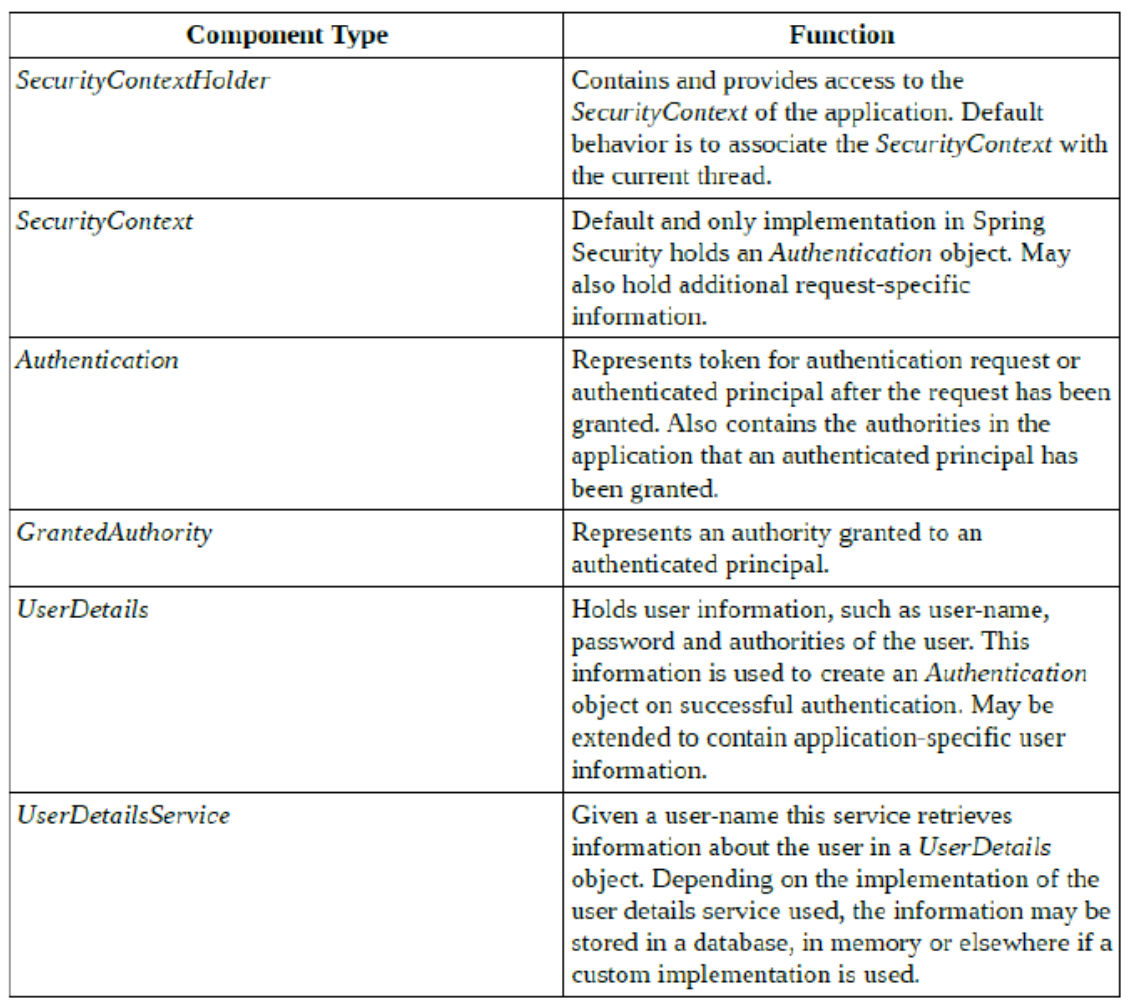 Component Type
Function
SecurityContextHolder
Contains and provides access to the
SecurityContext of the application. Default
behavior is to associate the SecurityContext with
the current thread.
SecurityContext
Default and only implementation in Spring
Security holds an Authentication object. May
also hold additional request-specific
information.
Authentication
Represents token for authentication request or
authenticated principal after the request has been
granted. Also contains the authorities in the
application that an authenticated principal has
been granted.
GrantedAuthority
Represents an authority granted to an
authenticated principal.
UserDetails
Holds user information, such as user-name,
password and authorities of the user. This
information is used to create an Authentication
object on successful authentication. May be
extended to contain application-specific user
information.
UserDetailsService
Given a user-name this service retrieves
information about the user in a UserDetails
object. Depending on the implementation of the
user details service used, the information may be
stored in a database, in memory or elsewhere if a
custom implementation is used.